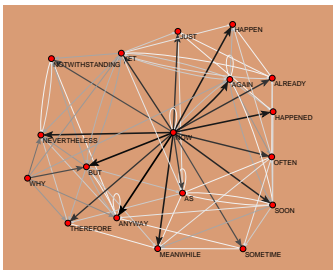 HAPPEN
JUST
YET
NOTWITHSTANDING
AGAIN
ALREADY
HAPPENED
NOW
NEVERTHELESS
OFTEN
BUT
WHY
AS
SOON
ANYWAY
THEREFORE
MEANWHILE
SOMETIME